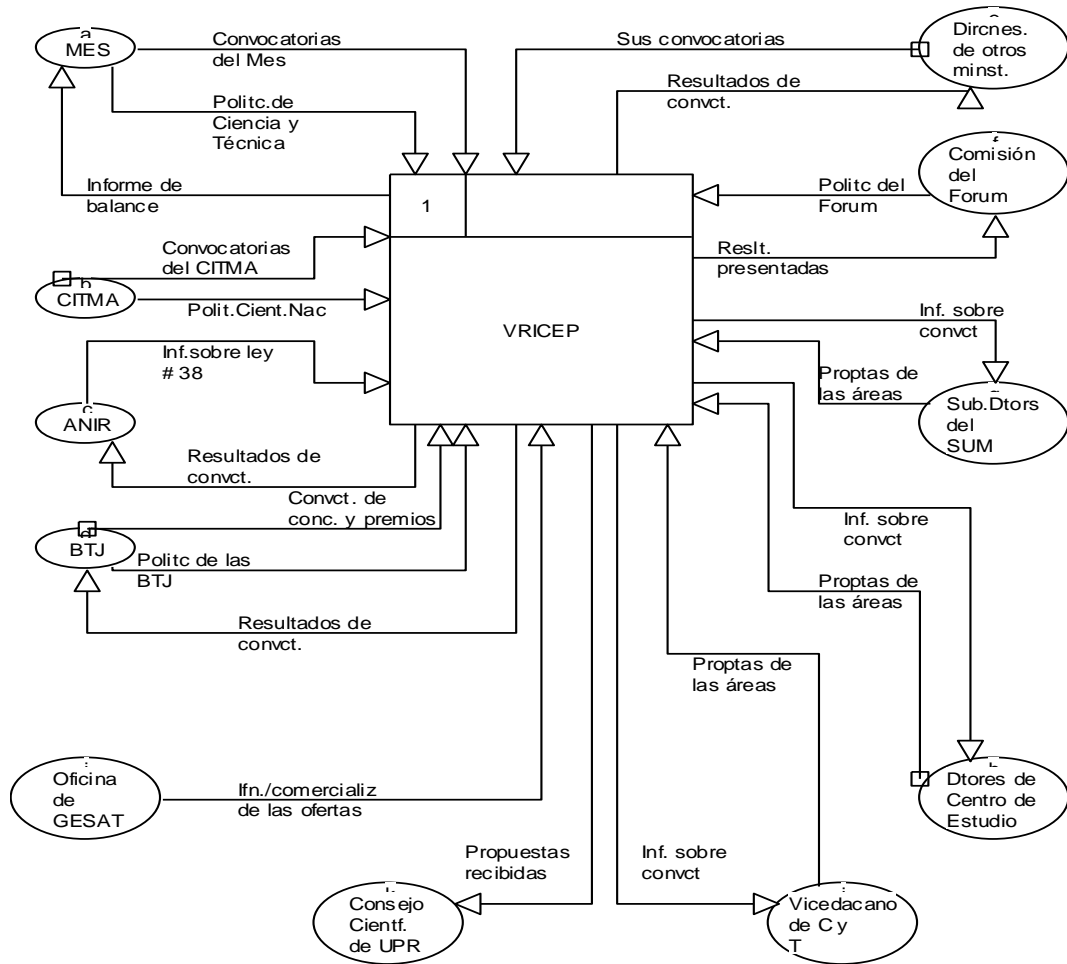 a
MES
Convocatorias
del Mes
Politc.de
Ciencia y
Técnica
Informe de
balance
Sus convocatorias
Resultados de
convct.
Dircnes.
de otros
minst.
Comisión
del
Forum
Politc del
Forum
Reslt.
presentadas
1
VRICEP
Convocatorias
del CITMA
CITMA
Polit.Cient.Nac
Inf.sobre ley
# 38
c
ANIR
Resultados de
convct.
Convct. de
conc. y premios
BTJ
Politc de las
BTJ
Resultados de
convct.
Inf. sobre
convct
Proptas de
las áreas
Sub.Dtors
del
SUM
Inf. sobre
convct
Proptas de
las áreas
Proptas de
las áreas
Dtores de
Centro de
Estudio
Oficina
de
GESAT
Ifn./comercializ
de las ofertas
Propuestas
recibidas
Consejo
Cientf.
de UPR
Inf. sobre
convct
Vicedacano
de C y
T